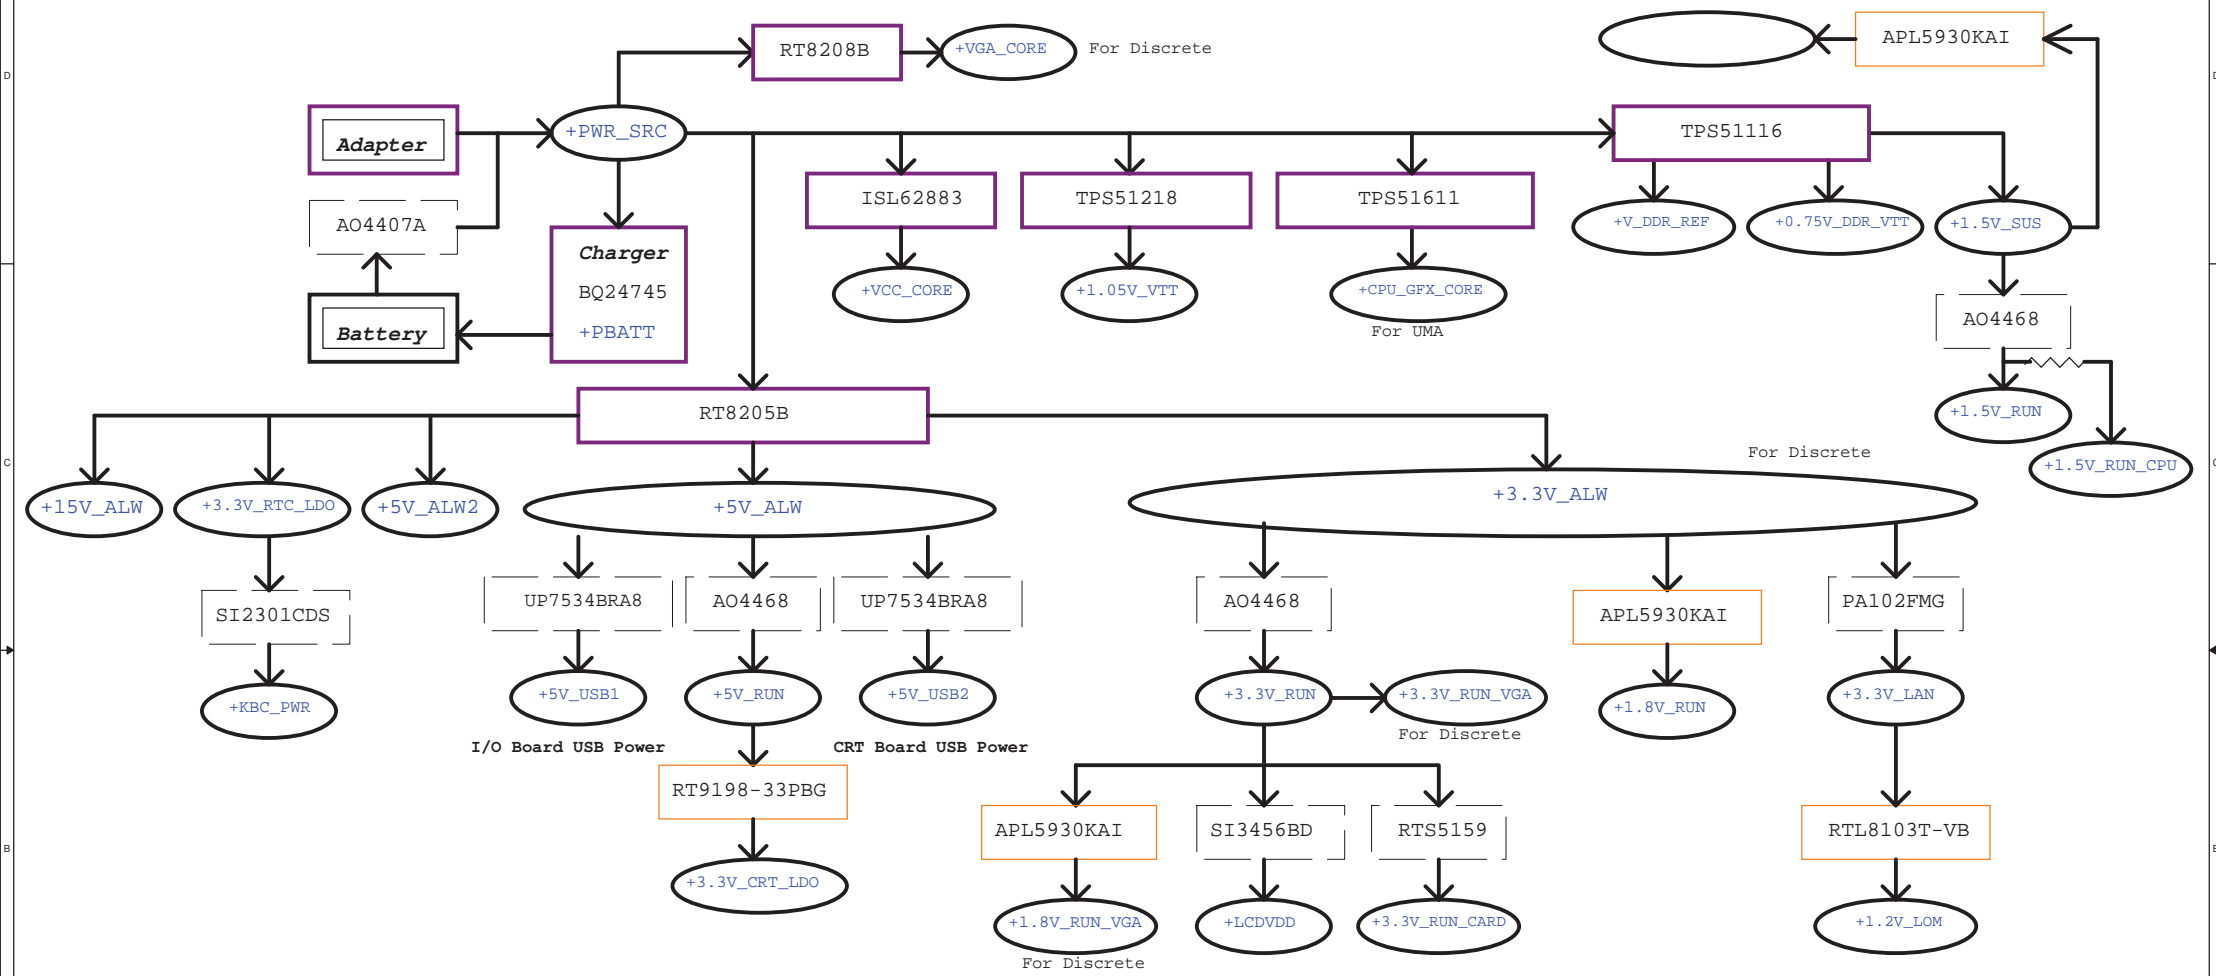 RT8208B
+VGA_CORE
For Discrete
APL5930KAI
D
D
Adapter
+PWR_SRC
TPS51116
AO4407A
ISL62883
TPS51218
TPS51611
+V_DDR_REF
+0.75V_DDR_VTT
+1.5V_SUS
Charger
BQ24745
+PBATT
Battery
+VCC_CORE
+1.05V_VTT
+CPU_GFX_CORE
For UMA
AO4468
RT8205B
+1.5V_RUN
C
For Discrete
+1.5V_RUN_CPU
C
+15V_ALW
+3.3V_RTC_LDO
+5V_ALW2
+5V_ALW
+3.3V_ALW
SI2301CDS
UP7534BRA8
AO4468
UP7534BRA8
AO4468
APL5930KAI
PA102FMG
+KBC_PWR
+5V_USB1
+5V_RUN
+5V_USB2
+3.3V_RUN
+3.3V_RUN_VGA
+1.8V_RUN
+3.3V_LAN
I/O Board USB Power
CRT Board USB Power
For Discrete
RT9198-33PBG
APL5930KAI
SI3456BD
RTS5159
RTL8103T-VB
B
B
+3.3V_CRT_LDO
+1.8V_RUN_VGA
+LCDVDD
+3.3V_RUN_CARD
+1.2V_LOM
For Discrete